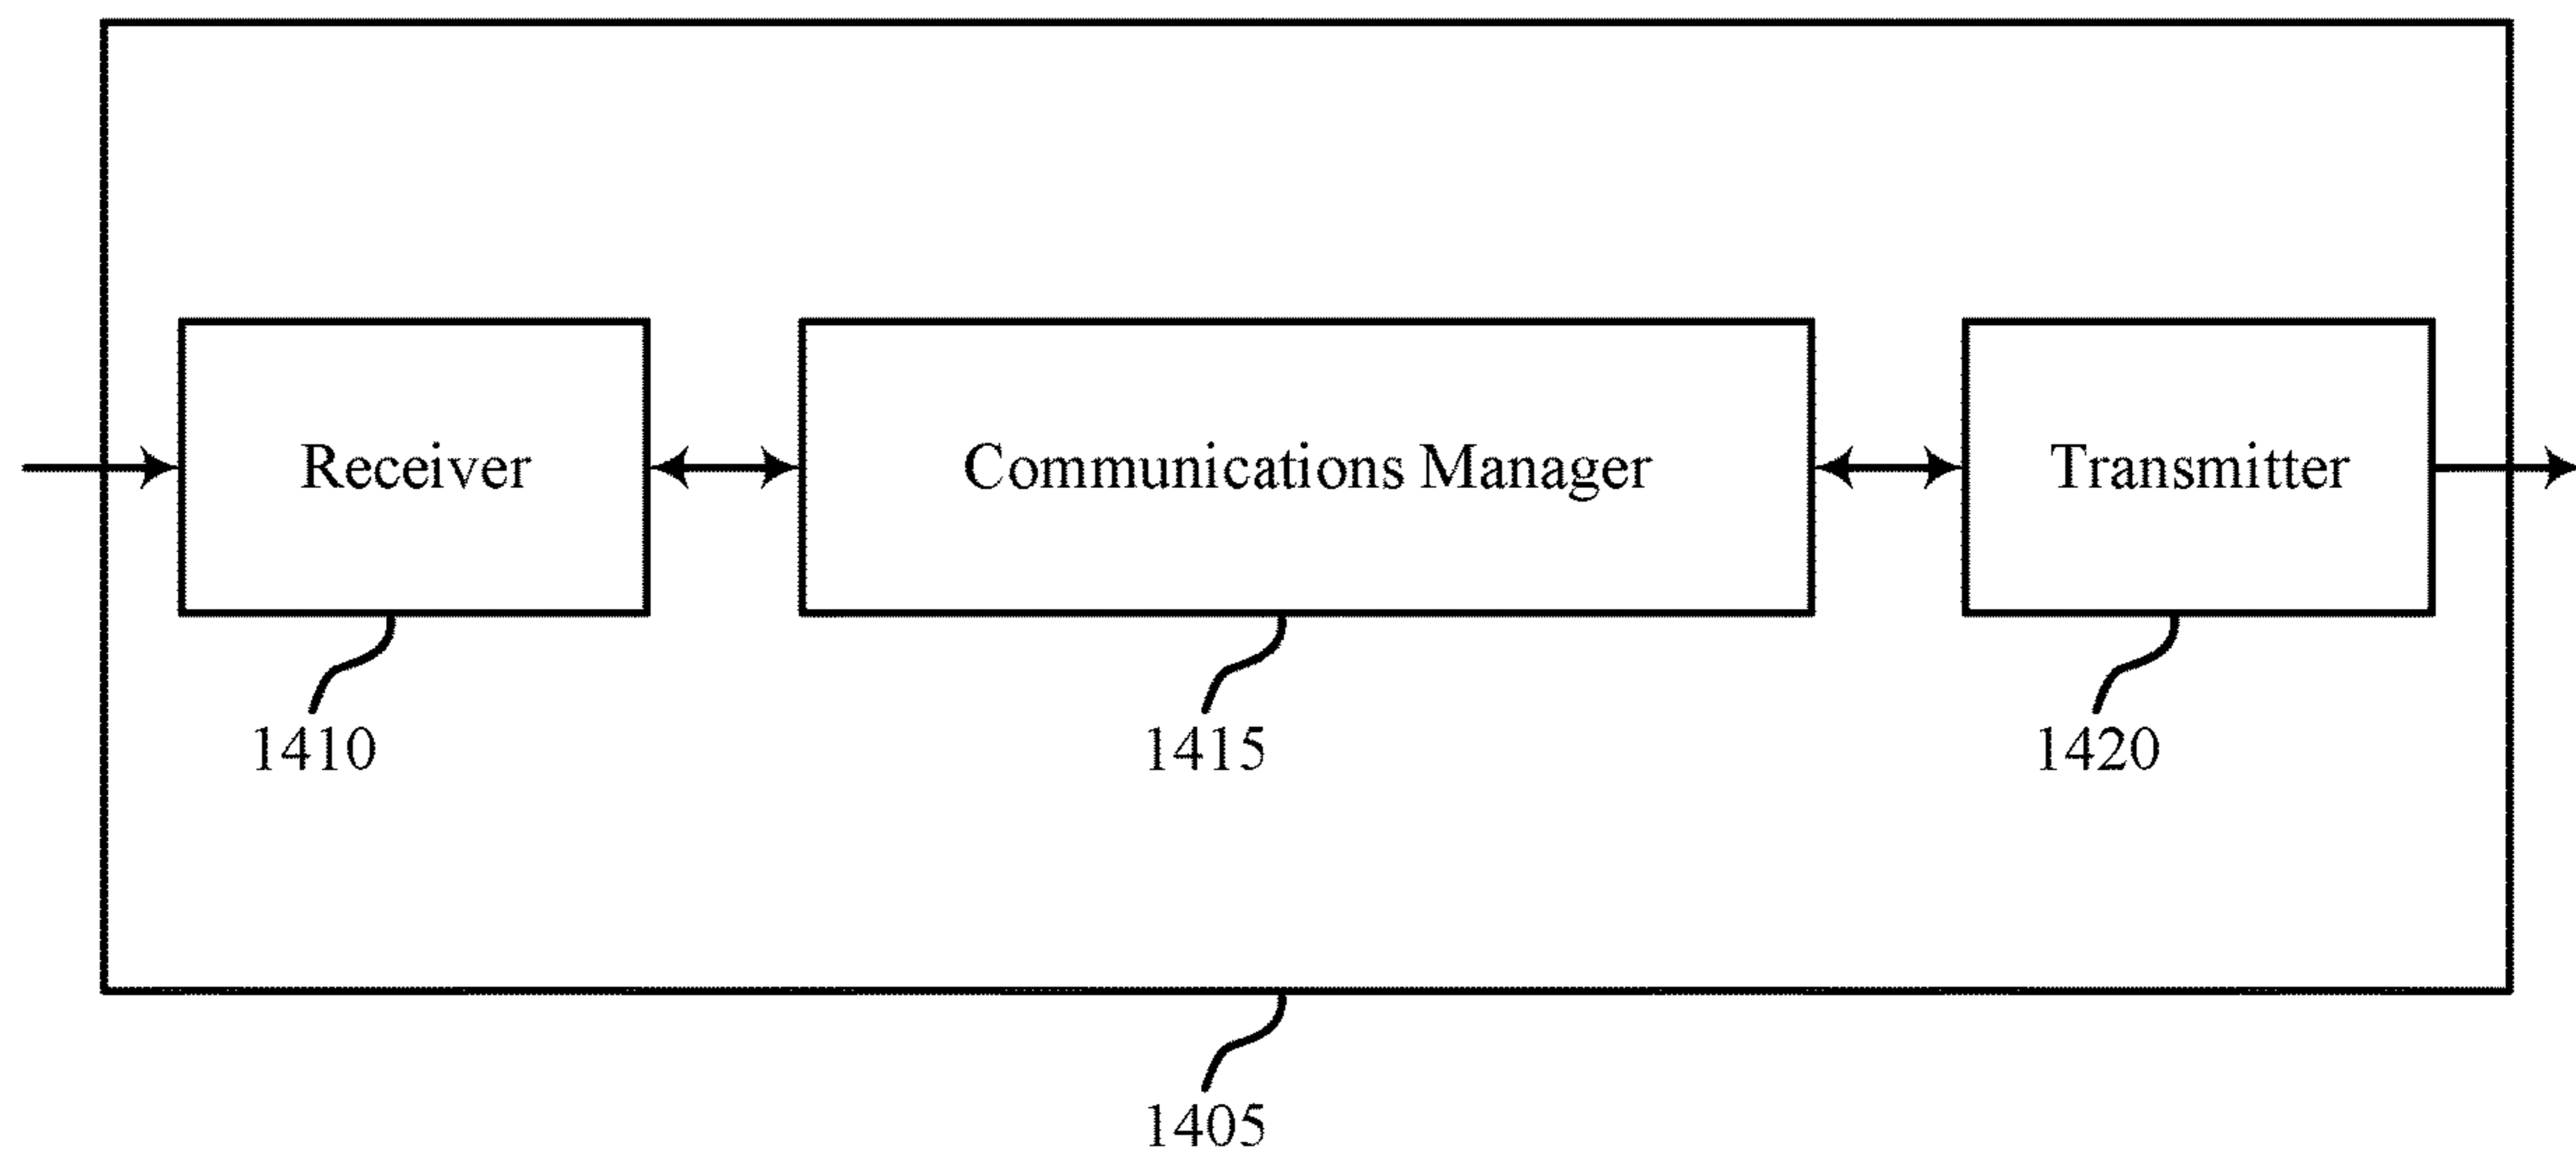 Receiver
Communications Manager
Transmitter
1410
1415
1420
1405